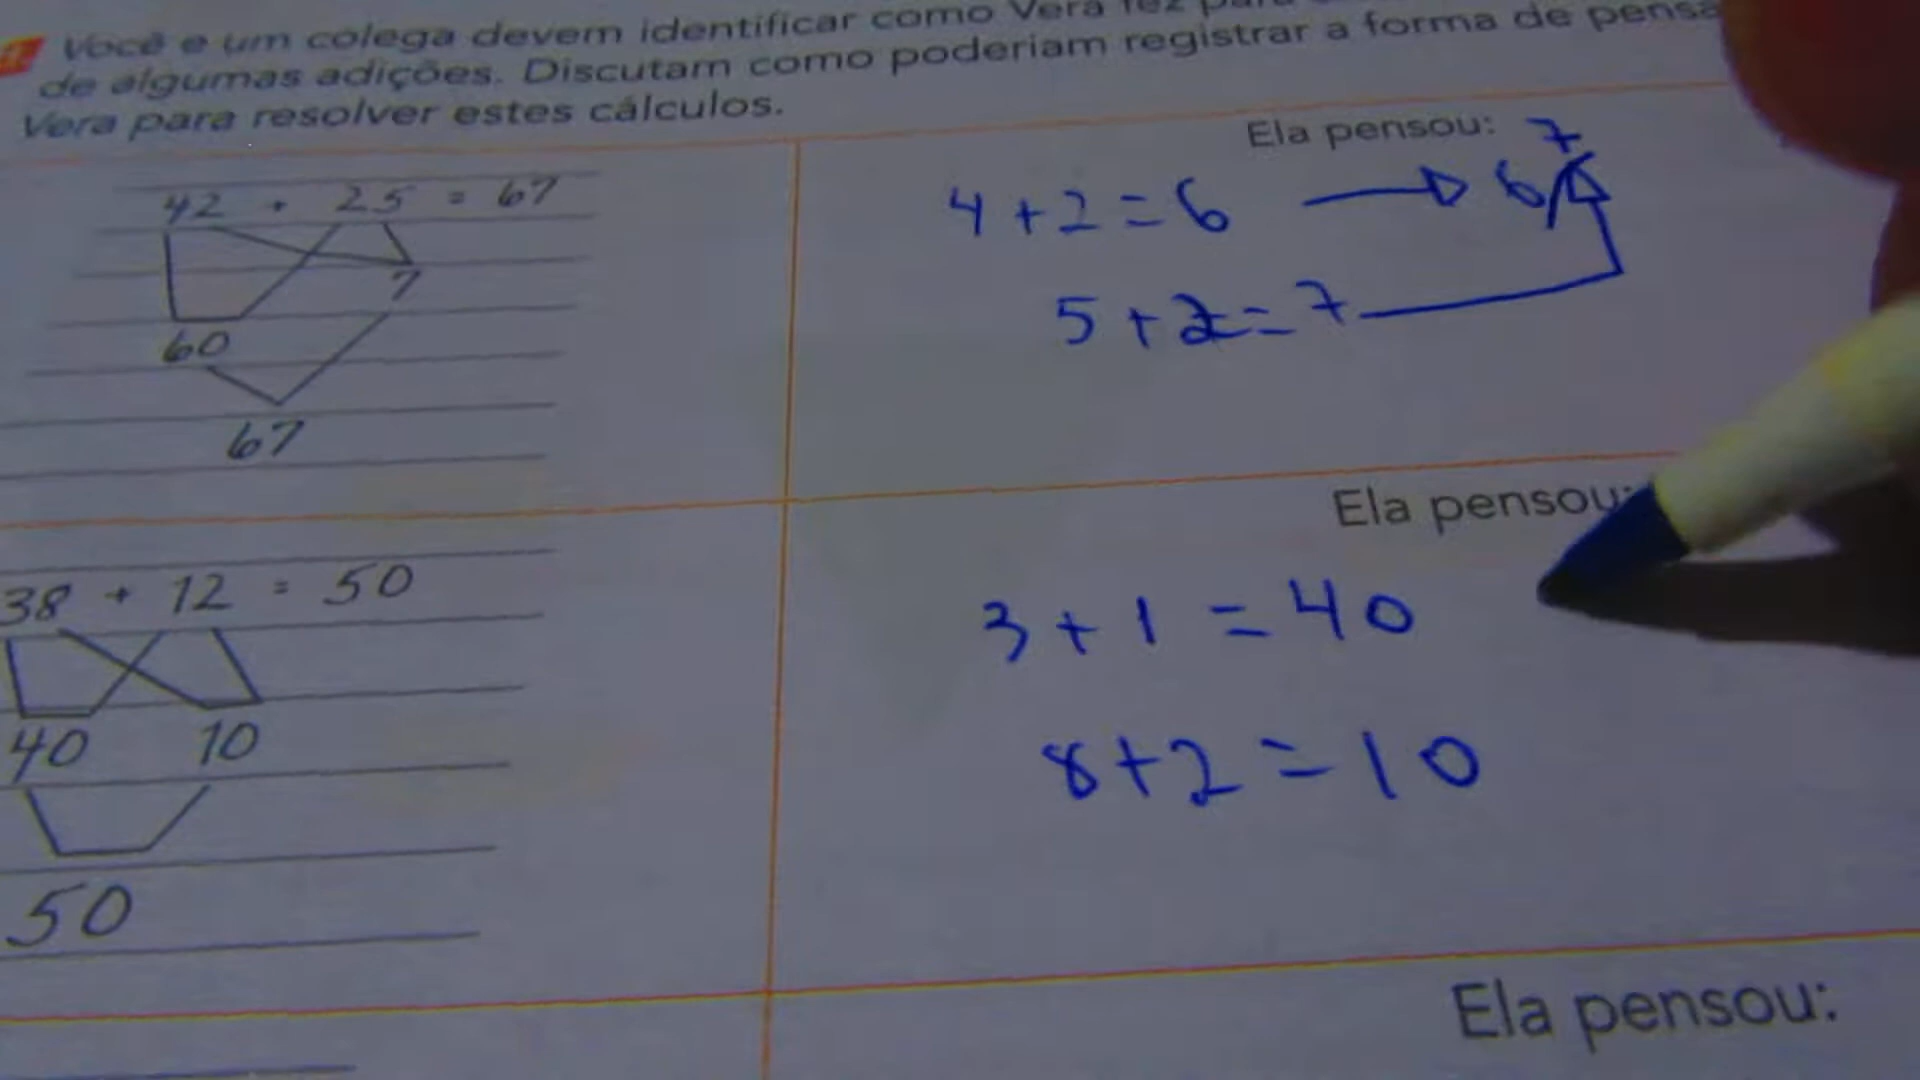 Você e um colega devem identificar como Vera fez
de algumas adições. Discutam como poderiam registrar a forma de
Vera para resolver estes cálculos.
42 + 25 = 67
7
60
67
Ela pensou:
4+2=6
6 7
5+2=7
38 + 12 = 50
40 10
50
Ela pensou:
3+1=40
8+2=10
Ela pensou: